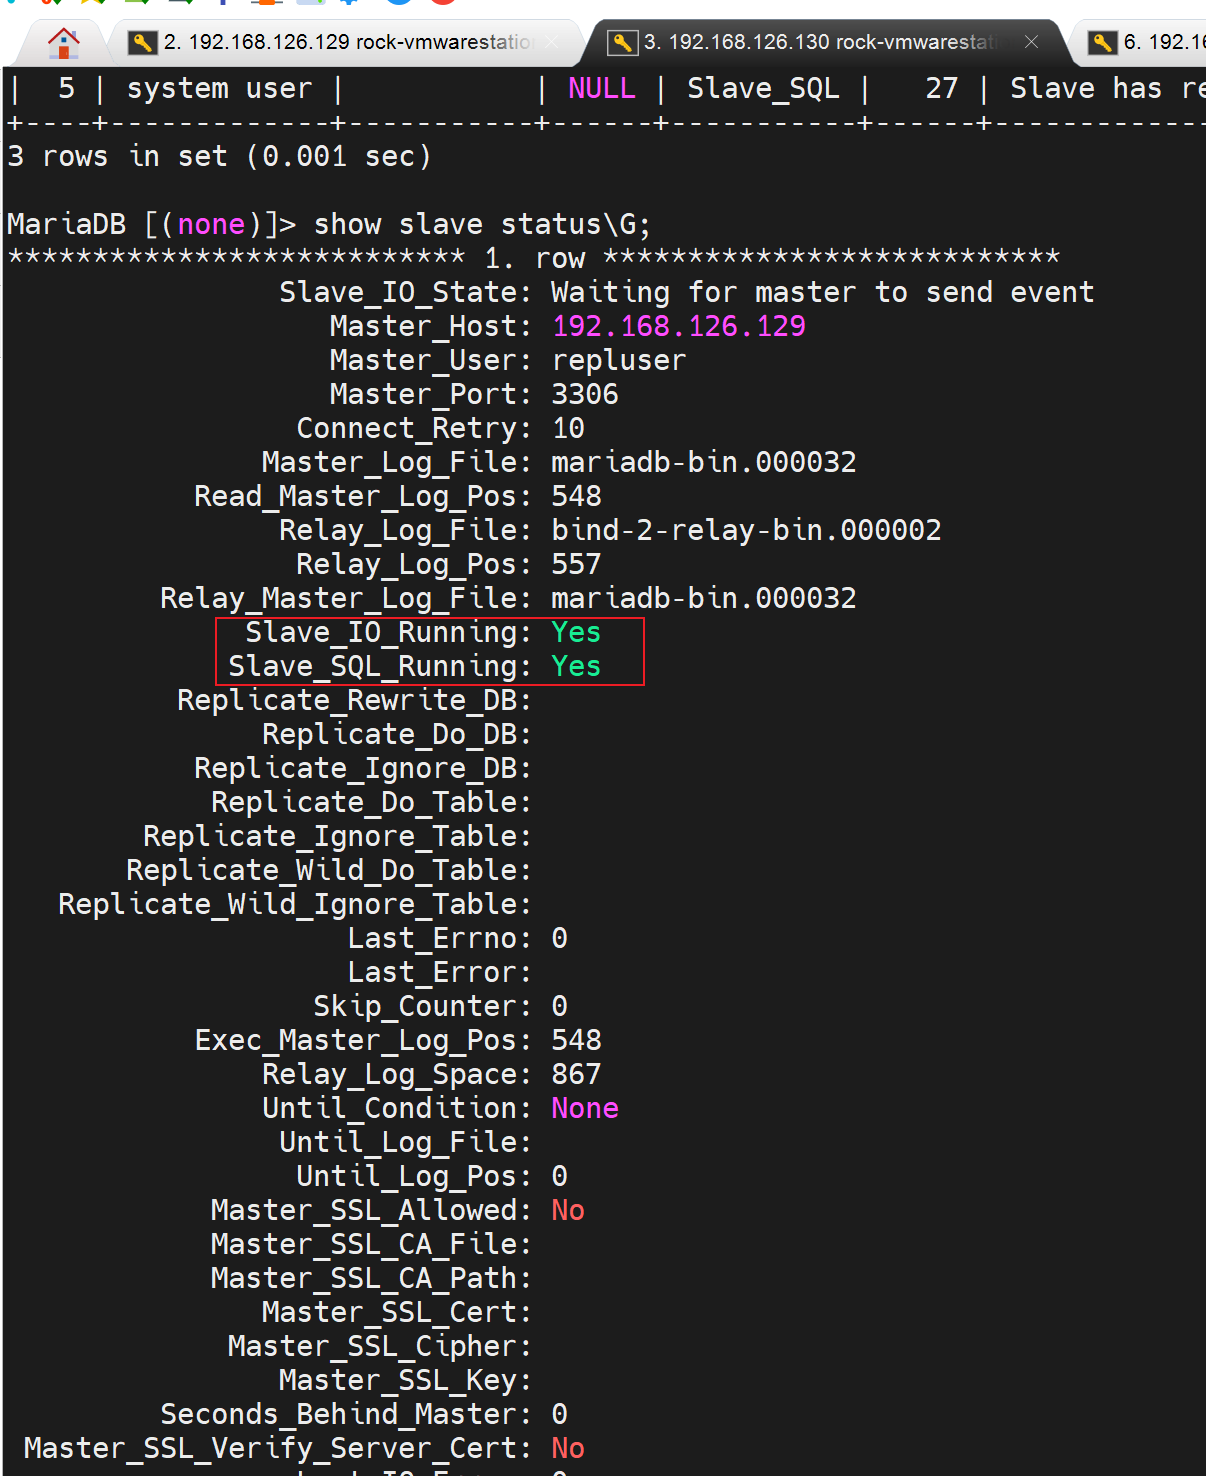 2. 192.168.126.129 rock-vmwarestatio
3. 192.168.126.130 rock-vmwarestati
6. 192.16
|  5 | system user |           | NULL | Slave_SQL |   27 | Slave has re
+----+-------------+-----------+------+-----------+------+-------------
3 rows in set (0.001 sec)
MariaDB [(none)]> show slave status\G;
*************************** 1. row ***************************
Slave_IO_State: Waiting for master to send event
Master_Host: 192.168.126.129
Master_User: repluser
Master_Port: 3306
Connect_Retry: 10
Master_Log_File: mariadb-bin.000032
Read_Master_Log_Pos: 548
Relay_Log_File: bind-2-relay-bin.000002
Relay_Log_Pos: 557
Relay_Master_Log_File: mariadb-bin.000032
Slave_IO_Running: Yes
Slave_SQL_Running: Yes
Replicate_Rewrite_DB:
Replicate_Do_DB:
Replicate_Ignore_DB:
Replicate_Do_Table:
Replicate_Ignore_Table:
Replicate_Wild_Do_Table:
Replicate_Wild_Ignore_Table:
Last_Errno: 0
Last_Error:
Skip_Counter: 0
Exec_Master_Log_Pos: 548
Relay_Log_Space: 867
Until_Condition: None
Until_Log_File:
Until_Log_Pos: 0
Master_SSL_Allowed: No
Master_SSL_CA_File:
Master_SSL_CA_Path:
Master_SSL_Cert:
Master_SSL_Cipher:
Master_SSL_Key:
Seconds_Behind_Master: 0
Master_SSL_Verify_Server_Cert: No